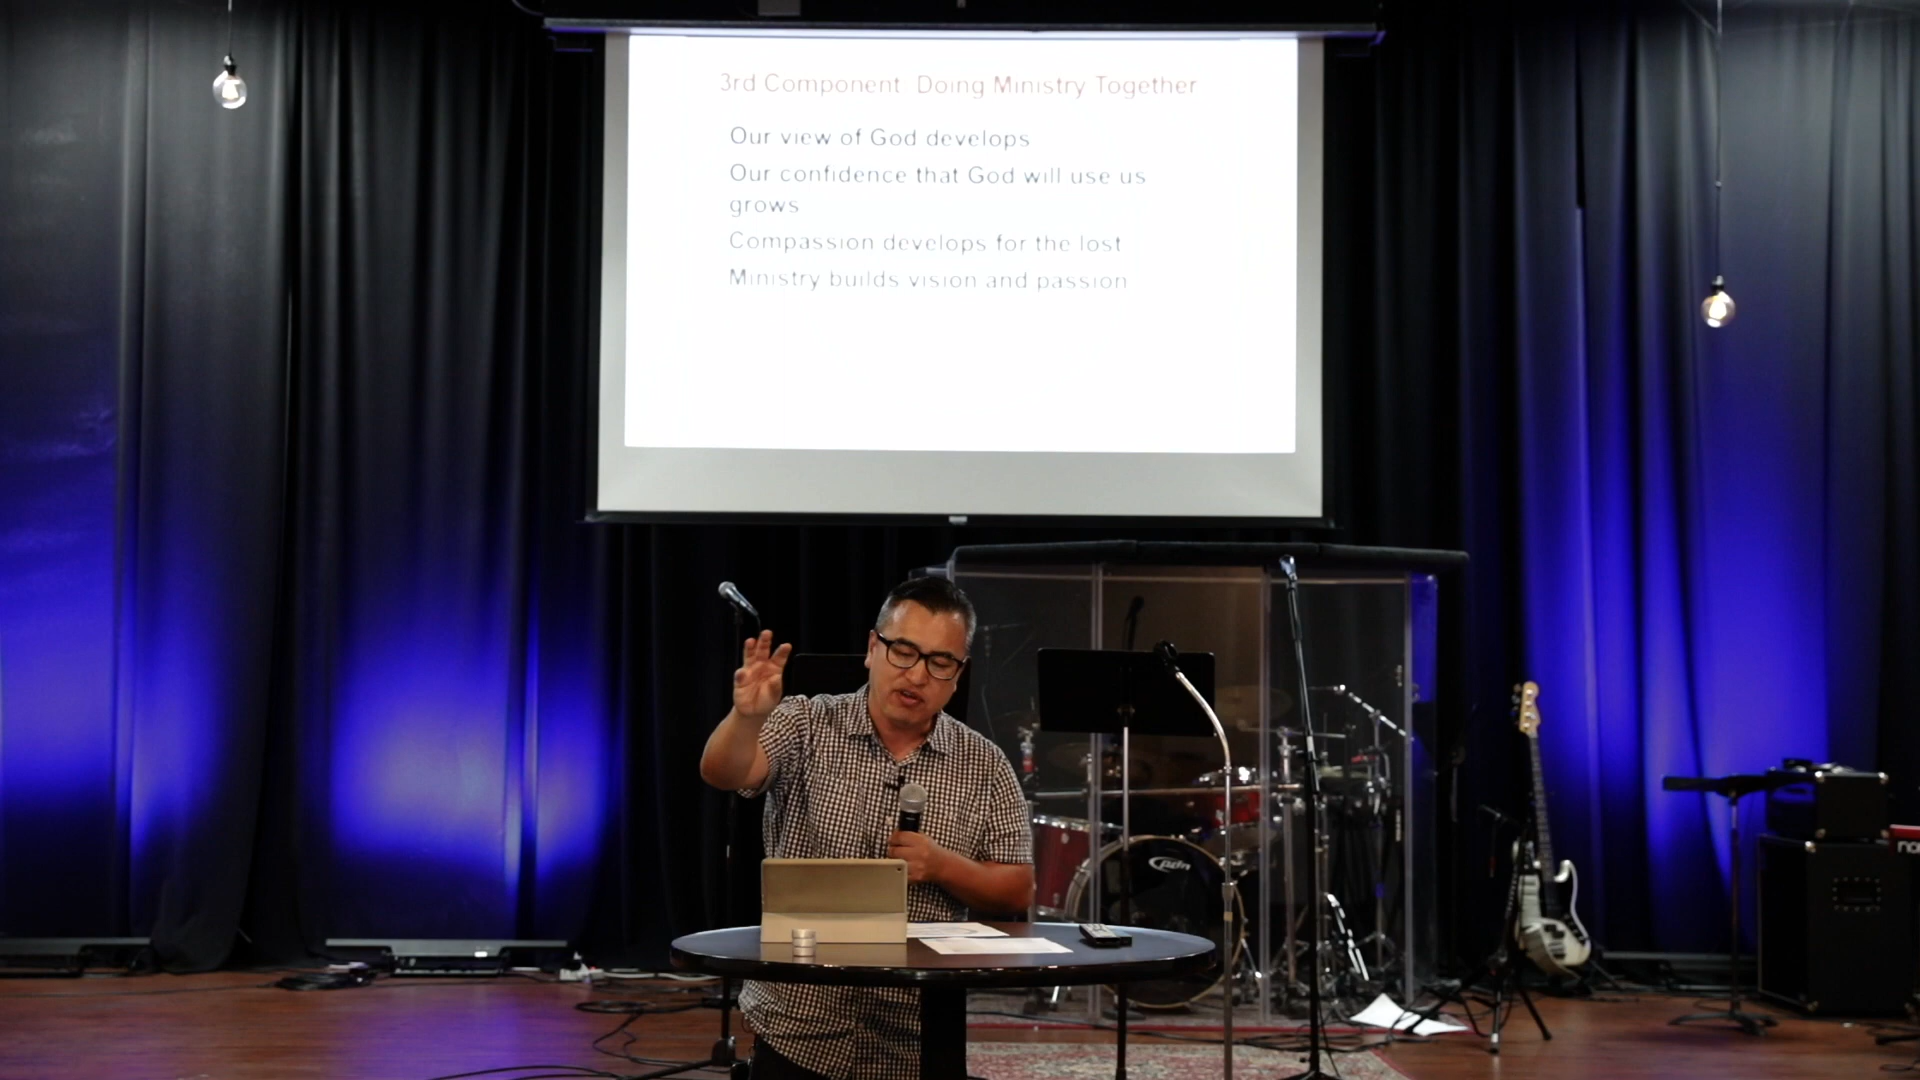 3rd Component Doing Ministry Together
Our view of God develops
Our confidence that God will use us
grows
Compassion develops for the lost
Ministry builds vision and passion
pdp